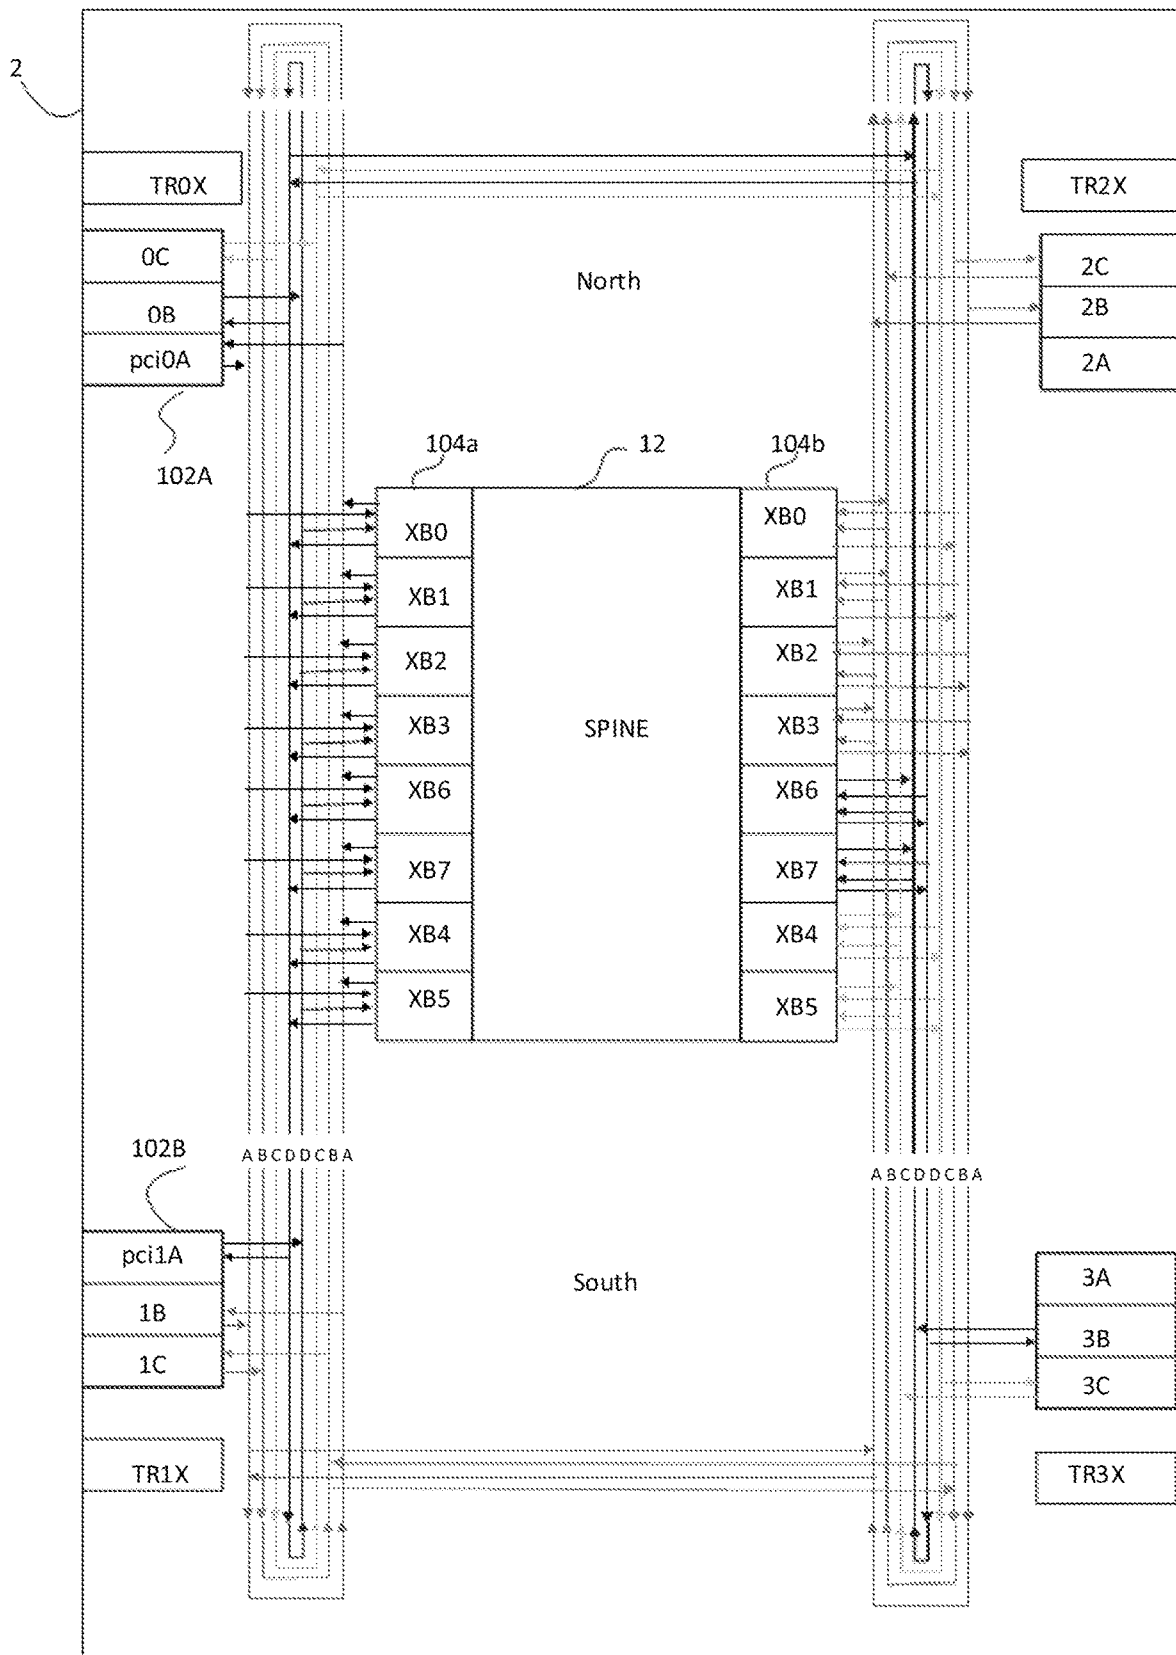 2
TR0X
TR2X
0C
0B
pci0A
102A
North
2C
2B
2A
104a
12
104b
XB0
XB1
XB2
XB3
XB6
XB7
XB4
XB5
SPINE
XB0
XB1
XB2
XB3
XB6
XB7
XB4
XB5
102B
A B C D D C B A
A B C D D C B A
pci1A
1B
1C
South
3A
3B
3C
TR1X
TR3X